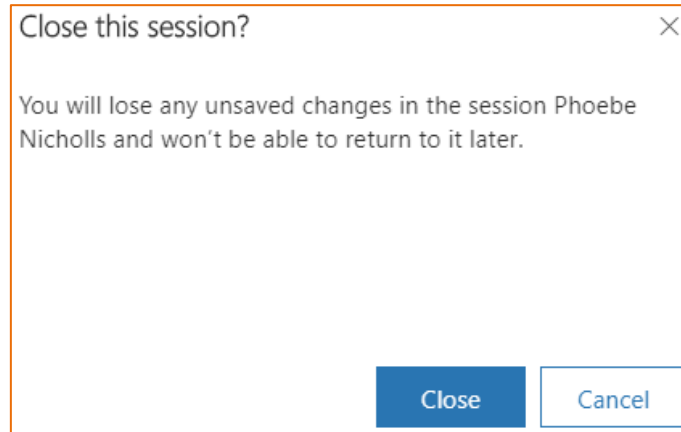 Close this session?
You will lose any unsaved changes in the session Phoebe
Nicholls and won't be able to return to it later.
Close
Cancel